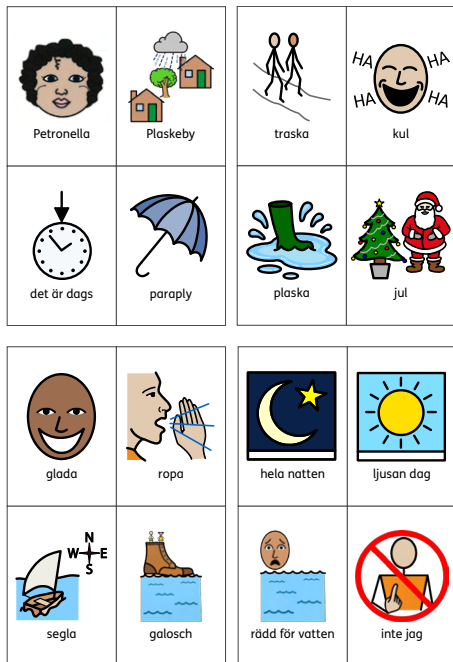 Petronella
Plaskeby
HA HA
HA HA
traska
kul
det är dags
paraply
plaska
jul
glada
ropa
hela natten
ljusan dag
N
W E
S
segla
galosch
rädd för vatten
inte jag